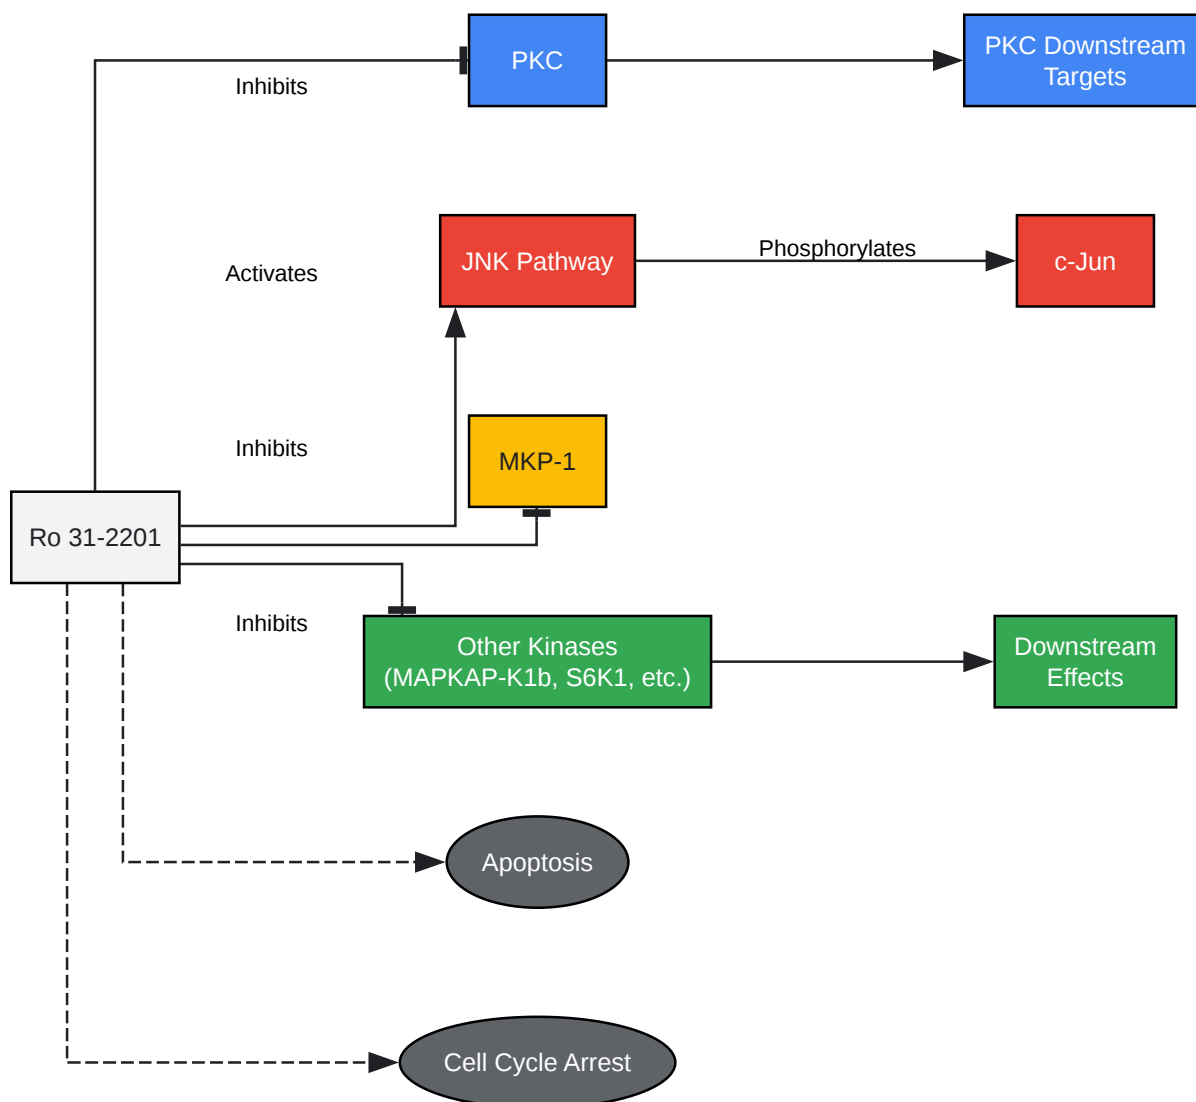 PKC
PKC Downstream
Targets
Inhibits
JNK Pathway
Phosphorylates
c-Jun
Activates
Inhibits
MKP-1
Ro 31-2201
Inhibits
Other Kinases
(MAPKAP-K1b, S6K1, etc.)
Downstream
Effects
Apoptosis
Cell Cycle Arrest